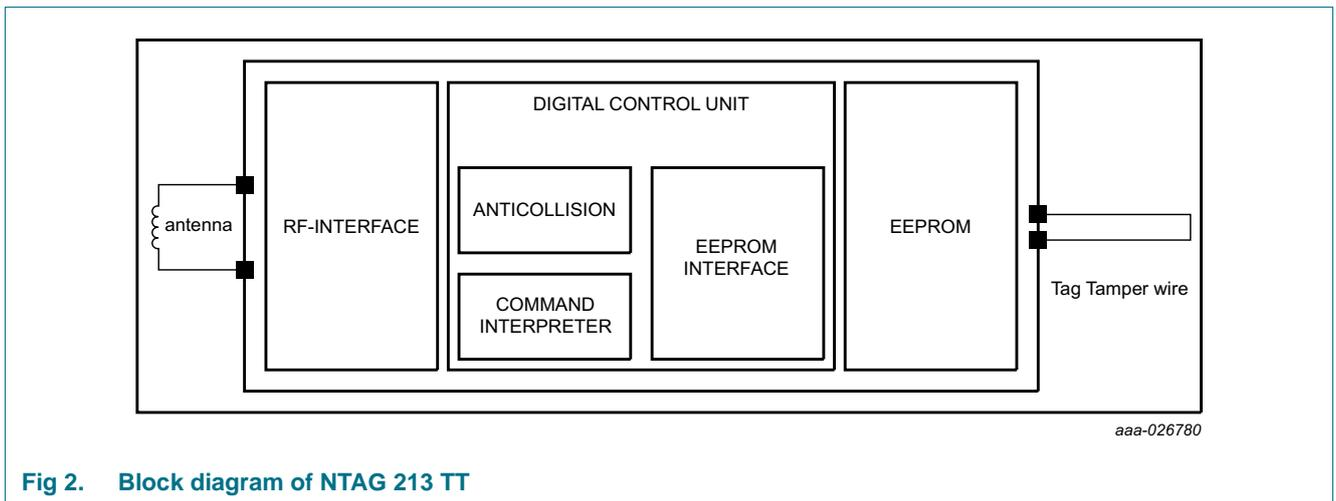 DIGITAL CONTROL UNIT
antenna
RF-INTERFACE
ANTICOLLISION
COMMAND
INTERPRETER
EEPROM
INTERFACE
EEPROM
Tag Tamper wire
aaa-026780
Fig 2. Block diagram of NTAG 213 TT